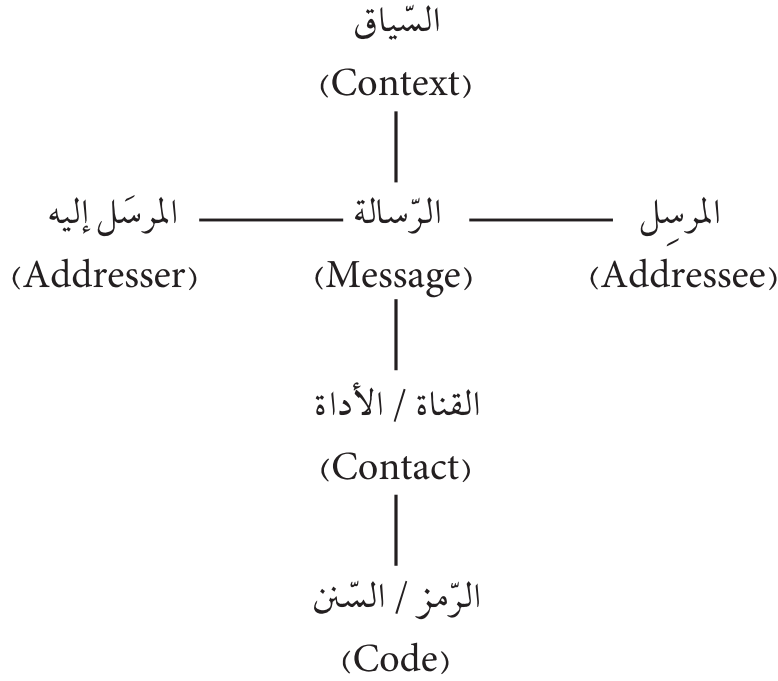 السّياق
(Context)
المرسِل
الرّسالة
المرسَل إليه
(Addressee)
(Message)
(Addresser)
القناة / الأداة
(Contact)
الرّمز / السّنن
(Code)